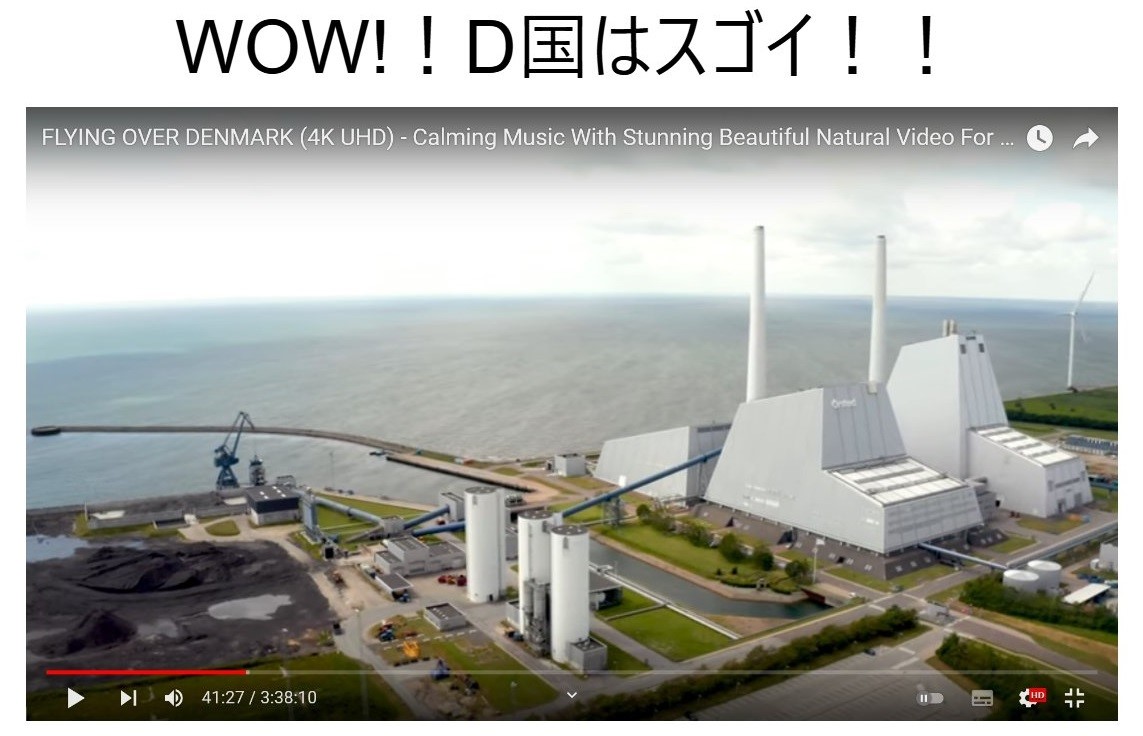 WOW!！D国はスゴイ！！
FLYING OVER DENMARK (4K UHD) - Calming Music With Stunning Beautiful Natural Video For ...
Ørsted
41:27 / 3:38:10
HD